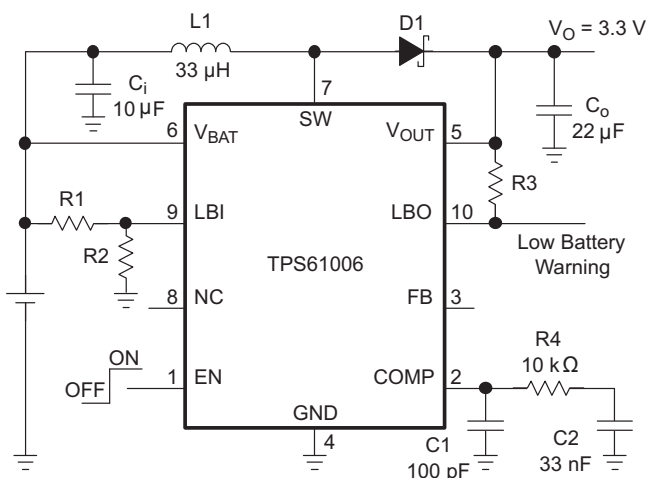 L1
33 µH
D1
V_O = 3.3 V
C_i
10 µF
7
SW
C_o
22 µF
6
V_BAT
V_OUT
5
R3
R1
9
LBI
LBO
10
R2
TPS61006
Low Battery
Warning
8
NC
FB
3
R4
10 kΩ
ON
OFF
1
EN
COMP
2
GND
4
C1
100 pF
C2
33 nF